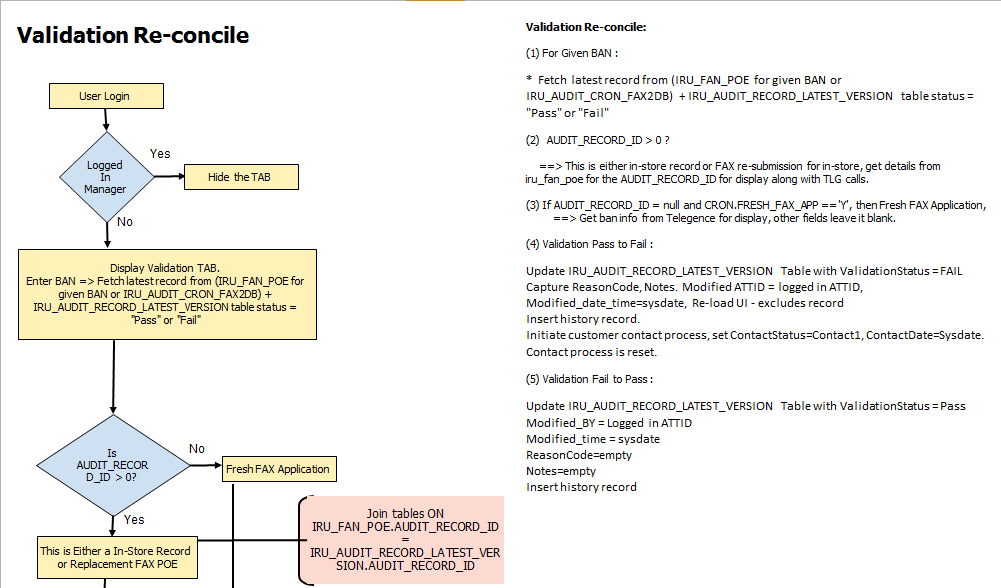 Validation Re-concile
User Login
Logged
In
Manager
Yes
Hide the TAB
No
Display Validation TAB.
Enter BAN => Fetch latest record from (IRU_FAN_POE for
given BAN or IRU_AUDIT_CRON_FAX2DB) +
IRU_AUDIT_RECORD_LATEST_VERSION table status =
"Pass" or "Fail"
Is
AUDIT_RECOR
D_ID > 0?
No
Fresh FAX Application
Yes
This is Either a In-Store Record
or Replacement FAX POE
Join tables ON
IRU_FAN_POE.AUDIT_RECORD_ID
=
IRU_AUDIT_RECORD_LATEST_VER
SION.AUDIT_RECORD_ID
Validation Re-concile:
(1) For Given BAN :
* Fetch latest record from (IRU_FAN_POE for given BAN or
IRU_AUDIT_CRON_FAX2DB) + IRU_AUDIT_RECORD_LATEST_VERSION table status =
"Pass" or "Fail"
(2) AUDIT_RECORD_ID > 0 ?
==> This is either in-store record or FAX re-submission for in-store, get details from
iru_fan_poe for the AUDIT_RECORD_ID for display along with TLG calls.
(3) If AUDIT_RECORD_ID = null and CRON.FRESH_FAX_APP == 'Y', then Fresh FAX Application,
==> Get ban info from Telegence for display, other fields leave it blank.
(4) Validation Pass to Fail :
Update IRU_AUDIT_RECORD_LATEST_VERSION Table with ValidationStatus = FAIL
Capture ReasonCode, Notes. Modified ATTID = logged in ATTID,
Modified_date_time=sysdate, Re-load UI - excludes record
Insert history record.
Initiate customer contact process, set ContactStatus=Contact1, ContactDate=Sysdate.
Contact process is reset.
(5) Validation Fail to Pass :
Update IRU_AUDIT_RECORD_LATEST_VERSION Table with ValidationStatus = Pass
Modified_BY = Logged in ATTID
Modified_time = sysdate
ReasonCode=empty
Notes=empty
Insert history record